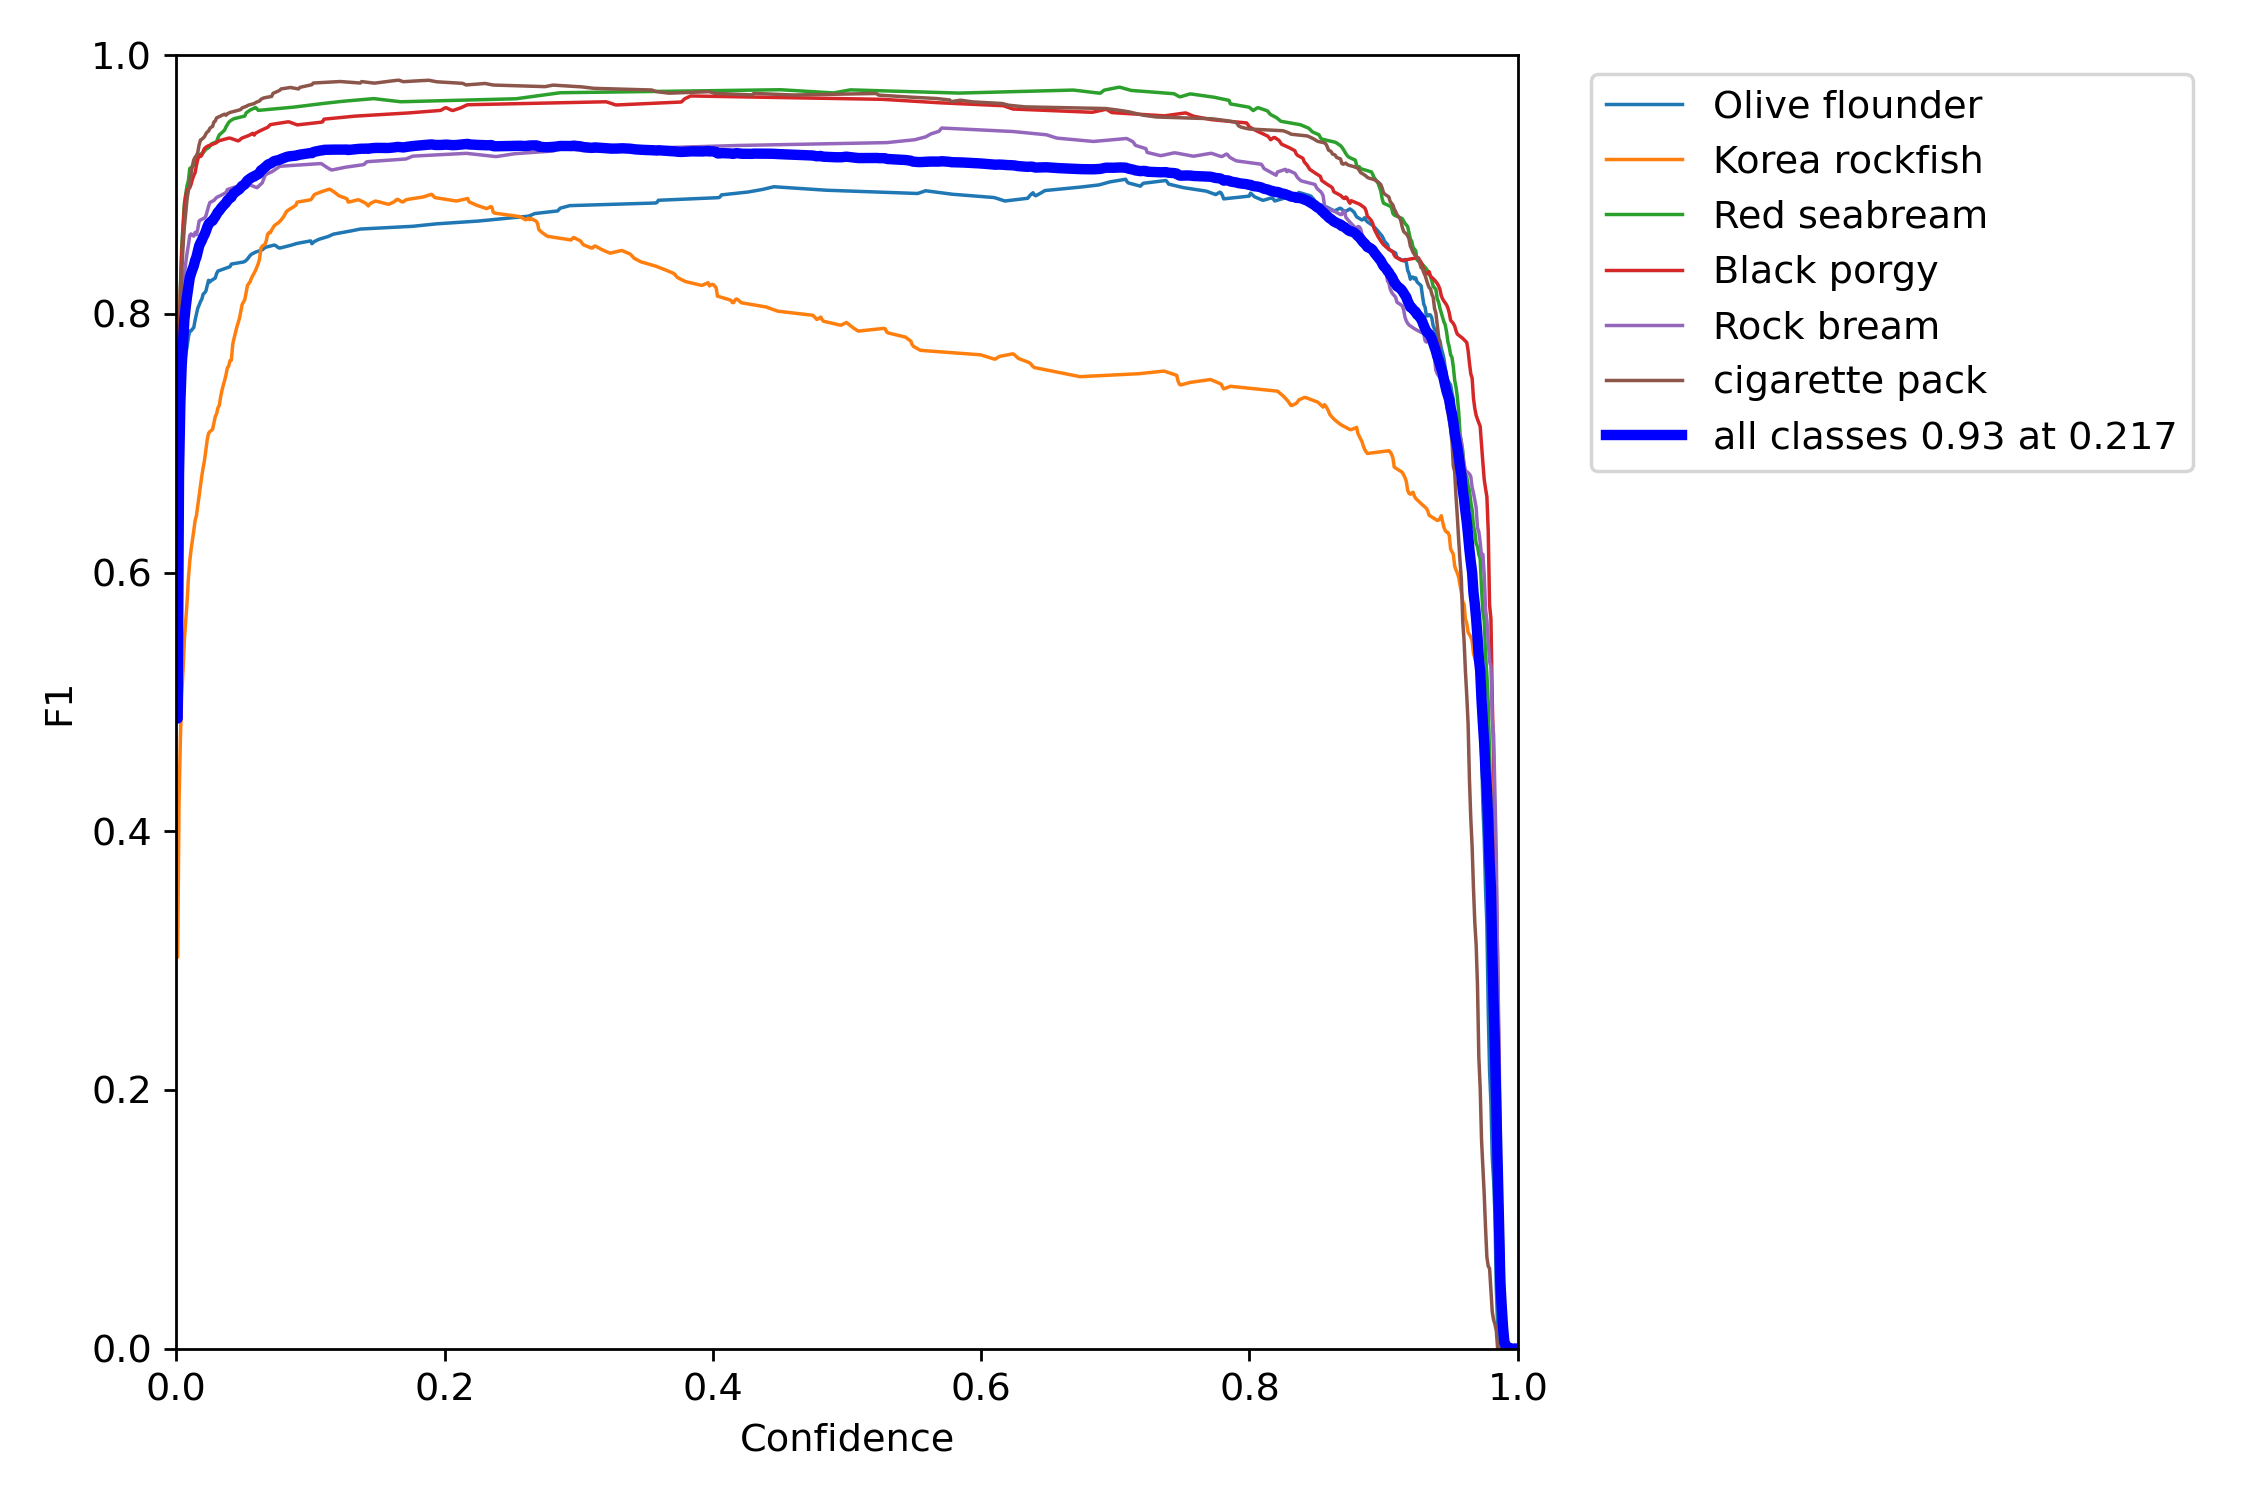 1.0
0.8
0.6
0.4
0.2
0.0
F1
0.0 0.2 0.4 0.6 0.8 1.0
Confidence
Olive flounder
Korea rockfish
Red seabream
Black porgy
Rock bream
cigarette pack
all classes 0.93 at 0.217